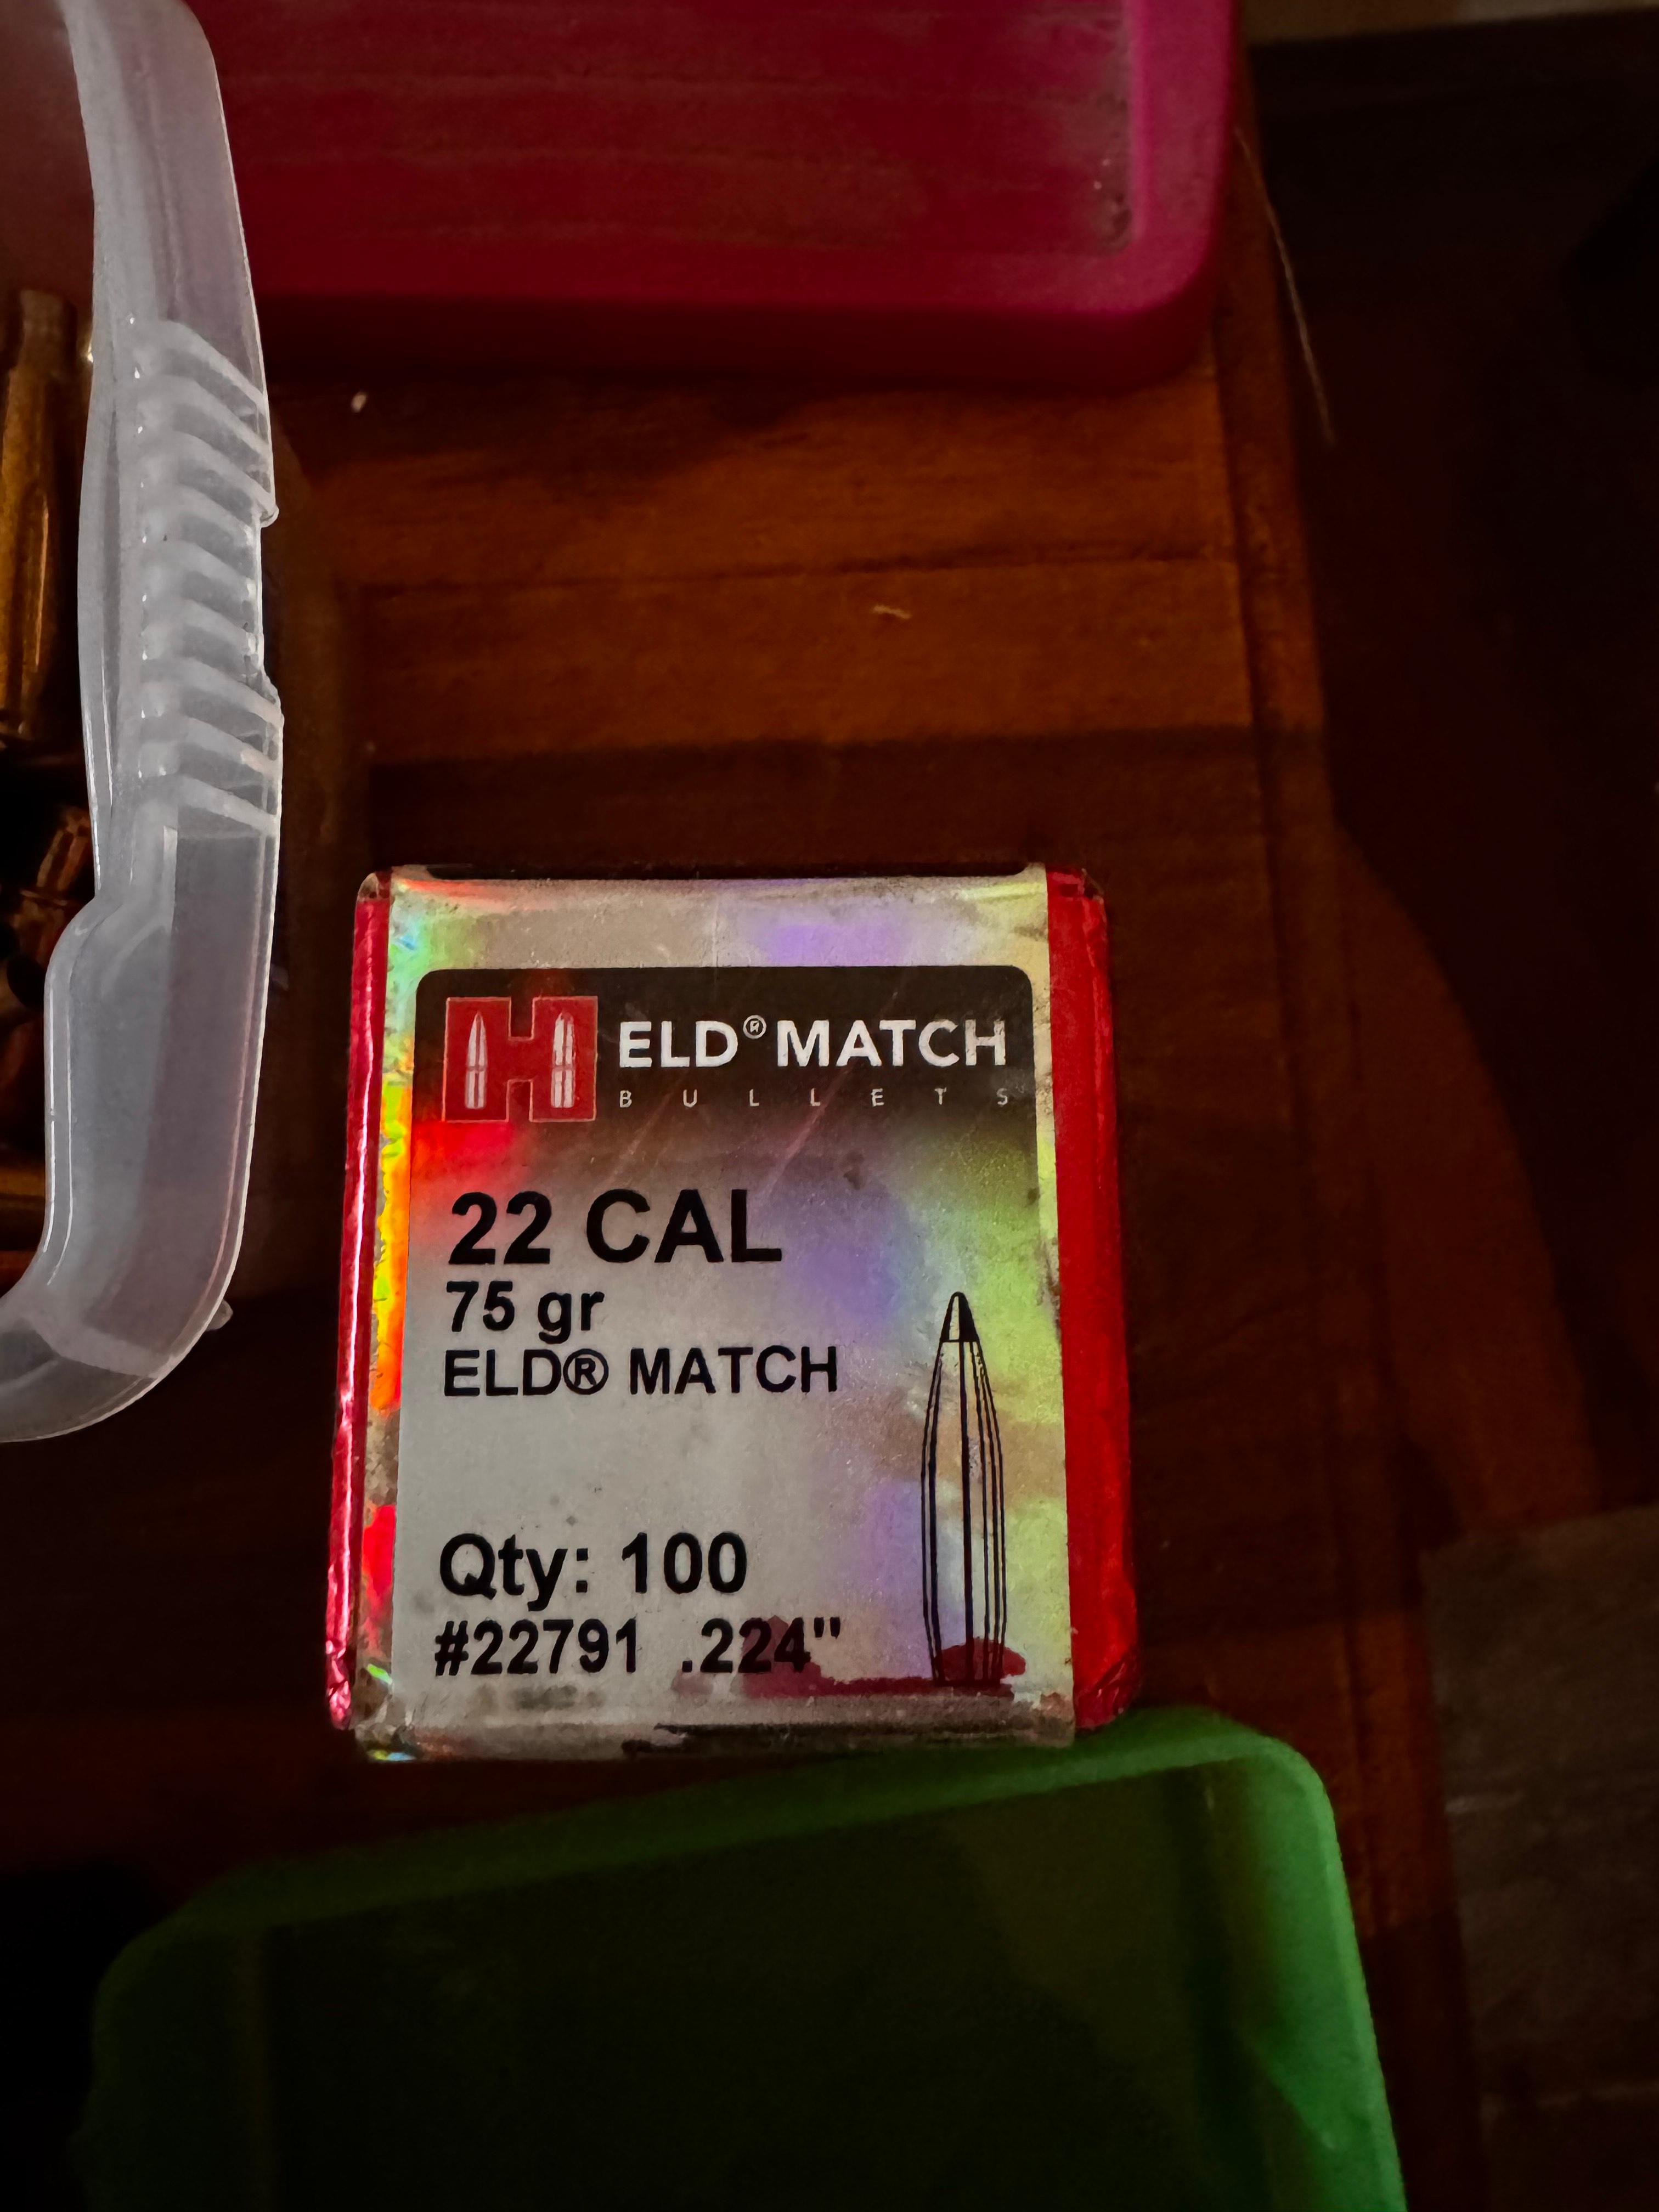 ELD® MATCH
BULLETS
22 CAL
75 gr
ELD® MATCH
Qty: 100
#22791 .224"